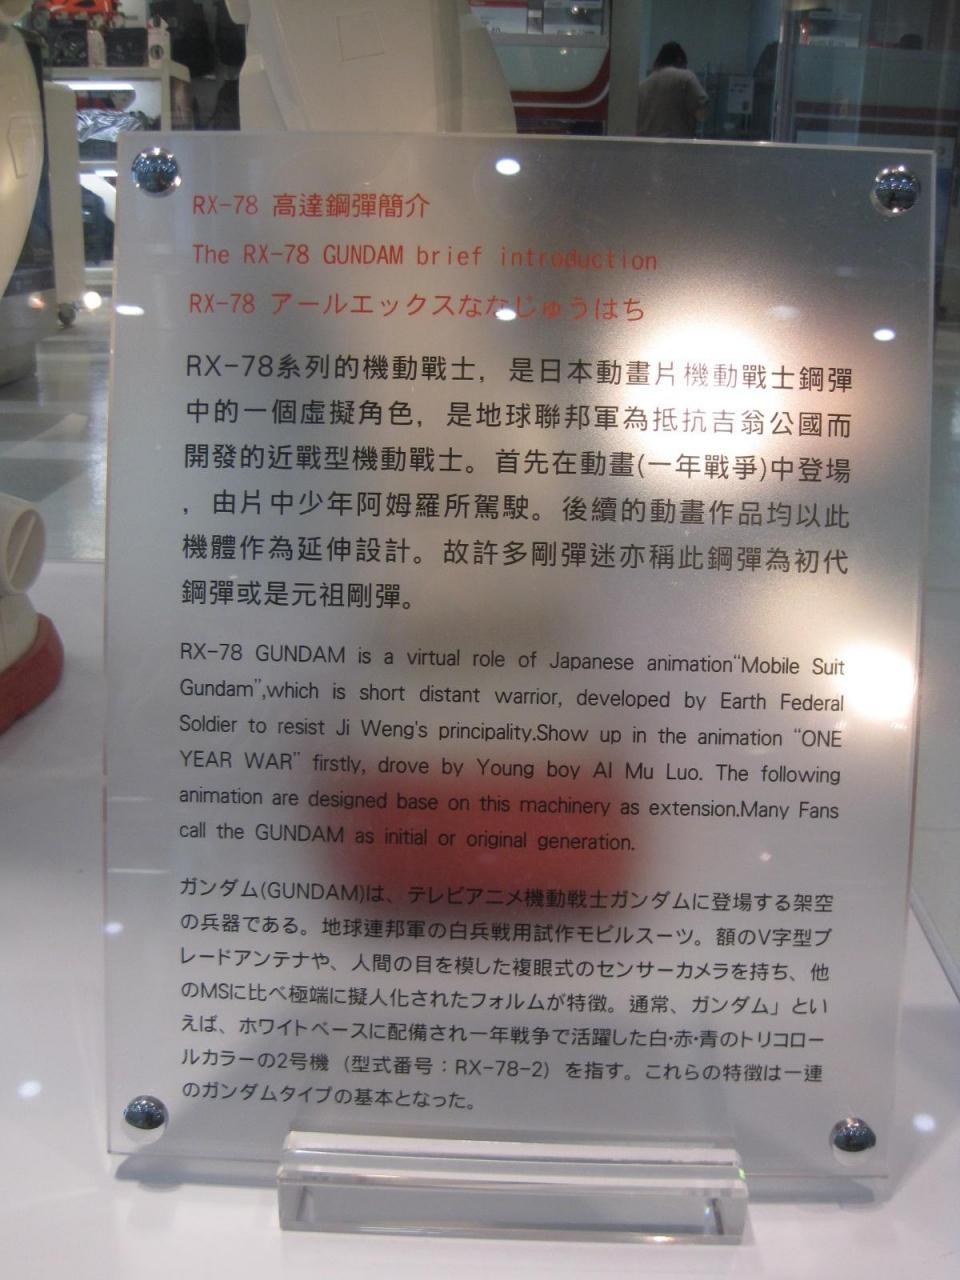 RX-78 高達鋼彈簡介
The RX-78 GUNDAM brief introduction
RX-78 アールエックスななじゅうはち
RX-78系列的機動戰士，是日本動畫片機動戰士鋼彈
中的一個虛擬角色，是地球聯邦軍為抵抗吉翁公國而
開發的近戰型機動戰士。首先在動畫(一年戰爭)中登場
，由片中少年阿姆羅所駕駛。後續的動畫作品均以此
機體作為延伸設計。故許多剛彈迷亦稱此鋼彈為初代
鋼彈或是元祖剛彈。
RX-78 GUNDAM is a virtual role of Japanese animation“Mobile Suit
Gundam”,which is short distant warrior, developed by Earth Federal
Soldier to resist Ji Weng's principality.Show up in the animation “ONE
YEAR WAR” firstly, drove by Young boy AI Mu Luo. The following
animation are designed base on this machinery as extension.Many Fans
call the GUNDAM as initial or original generation.
ガンダム(GUNDAM)は、テレビアニメ機動戦士ガンダムに登場する架空
の兵器である。地球連邦軍の白兵戦用試作モビルスーツ。額のV字型ブ
レードアンテナや、人間の目を模した複眼式のセンサーカメラを持ち、他
のMSに比べ極端に擬人化されたフォルムが特徴。通常、ガンダム」とい
えば、ホワイトベースに配備され一年戦争で活躍した白･赤･青のトリコロー
ルカラーの2号機（型式番号：RX-78-2）を指す。これらの特徴は一連
のガンダムタイプの基本となった。